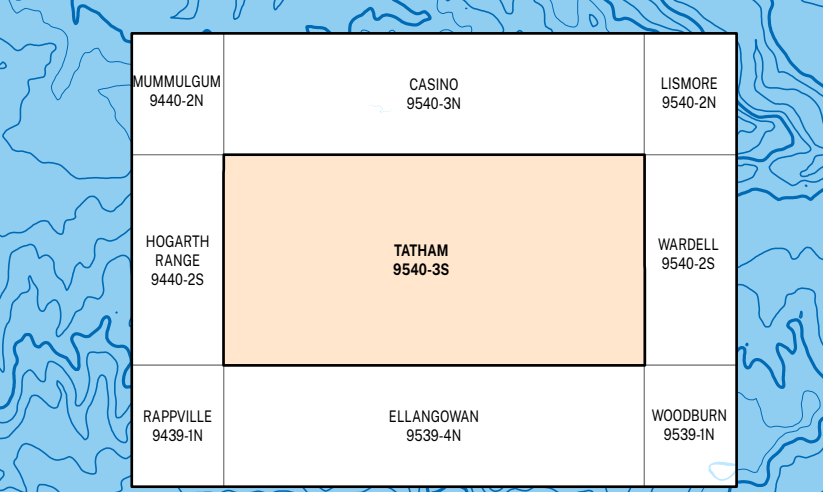 MUMMULGUM
9440-2N
CASINO
9540-3N
LISMORE
9540-2N
HOGARTH
RANGE
9440-2S
TATHAM
9540-3S
WARDELL
9540-2S
RAPPVILLE
9439-1N
ELLANGOWAN
9539-4N
WOODBURN
9539-1N